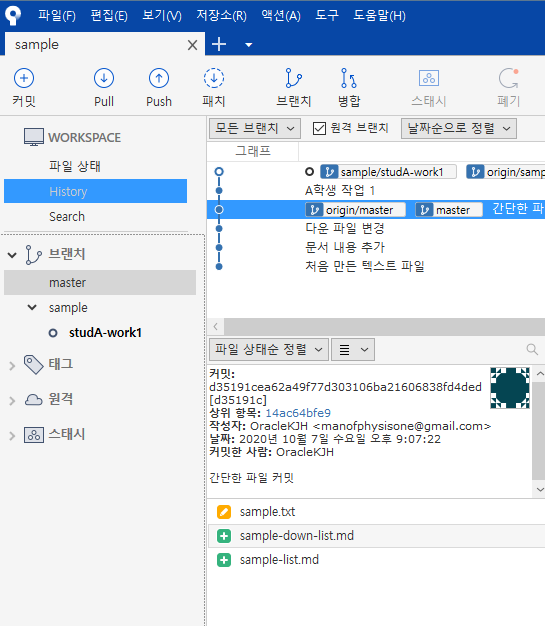 파일(F) 편집(E) 보기(V) 저장소(R) 액션(A) 도구 도움말(H)
sample
커밋 Pull Push 패치 브랜치 병합 스태시 폐기
WORKSPACE
파일 상태
History
Search
브랜치
master
sample
studA-work1
태그
원격
스태시
모든 브랜치 원격 브랜치 날짜순으로 정렬
그래프
sample/studA-work1 origin/samp
A학생 작업 1
origin/master master 간단한 파
다운 파일 변경
문서 내용 추가
처음 만든 텍스트 파일
파일 상태순 정렬
커밋:
d35191cea62a49f77d303106ba21606838fd4ded
[d35191c]
상위 항목: 14ac64bfe9
작성자: OracleKJH <manofphysisone@gmail.com>
날짜: 2020년 10월 7일 수요일 오후 9:07:22
커밋한 사람: OracleKJH
간단한 파일 커밋
sample.txt
sample-down-list.md
sample-list.md